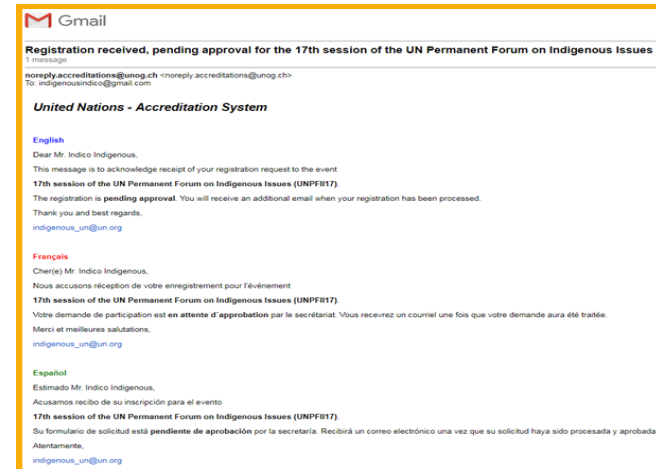 Gmail
Registration received, pending approval for the 17th session of the UN Permanent Forum on Indigenous Issues
1 message
noreply.accreditations@unog.ch <noreply.accreditations@unog.ch>
To: indigenousindico@gmail.com
United Nations - Accreditation System
English
Dear Mr. Indico Indigenous,
This message is to acknowledge receipt of your registration request to the event
17th session of the UN Permanent Forum on Indigenous Issues (UNPFII17).
The registration is pending approval. You will receive an additional email when your registration has been processed.
Thank you and best regards,
indigenous_un@un.org
Français
Cher(e) Mr. Indico Indigenous,
Nous accusons réception de votre enregistrement pour l'événement
17th session of the UN Permanent Forum on Indigenous Issues (UNPFII17).
Votre demande de participation est en attente d´approbation par le secrétariat. Vous recevrez un courriel une fois que votre demande aura été traitée.
Merci et meilleures salutations,
indigenous_un@un.org
Español
Estimado Mr. Indico Indigenous,
Acusamos recibo de su inscripción para el evento
17th session of the UN Permanent Forum on Indigenous Issues (UNPFII17).
Su formulario de solicitud está pendiente de aprobación por la secretaría. Recibirá un correo electrónico una vez que su solicitud haya sido procesada y aprobada
Atentamente,
indigenous_un@un.org